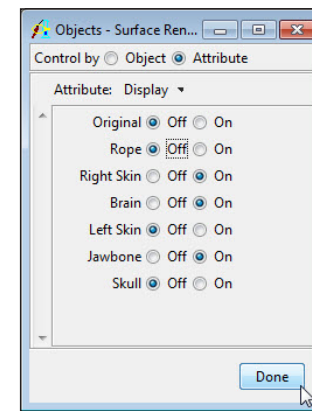 Objects - Surface Ren...
Control by Object Attribute
Attribute: Display
Original Off On
Rope Off On
Right Skin Off On
Brain Off On
Left Skin Off On
Jawbone Off On
Skull Off On
Done